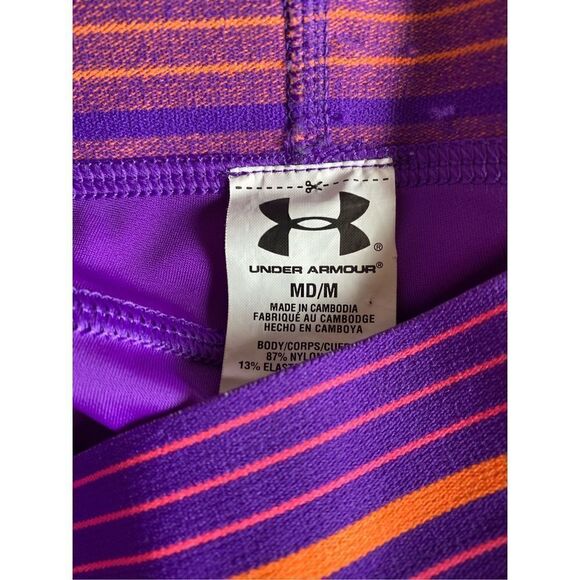 UNDER ARMOUR®
MD/M
MADE IN CAMBODIA
FABRIQUÉ AU CAMBODGE
HECHO EN CAMBOYA
BODY/CORPS/
87% NYLON
13%